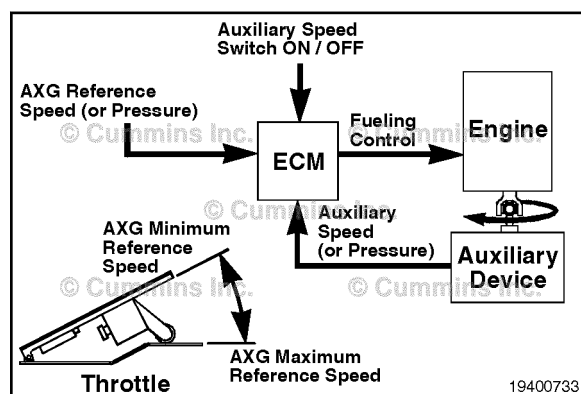 Auxiliary Speed
Switch ON / OFF
AXG Reference
Speed (or Pressure)
© Cummins Inc.
© Cummins Inc.
Fueling
Control
Engine
ECM
© Cummins Inc.
AXG Minimum
Reference
Speed
Auxiliary
Speed
(or Pressure)
Auxiliary
Device
© Cummins Inc.
© Cummins Inc.
AXG Maximum
Reference Speed
Throttle
19400733